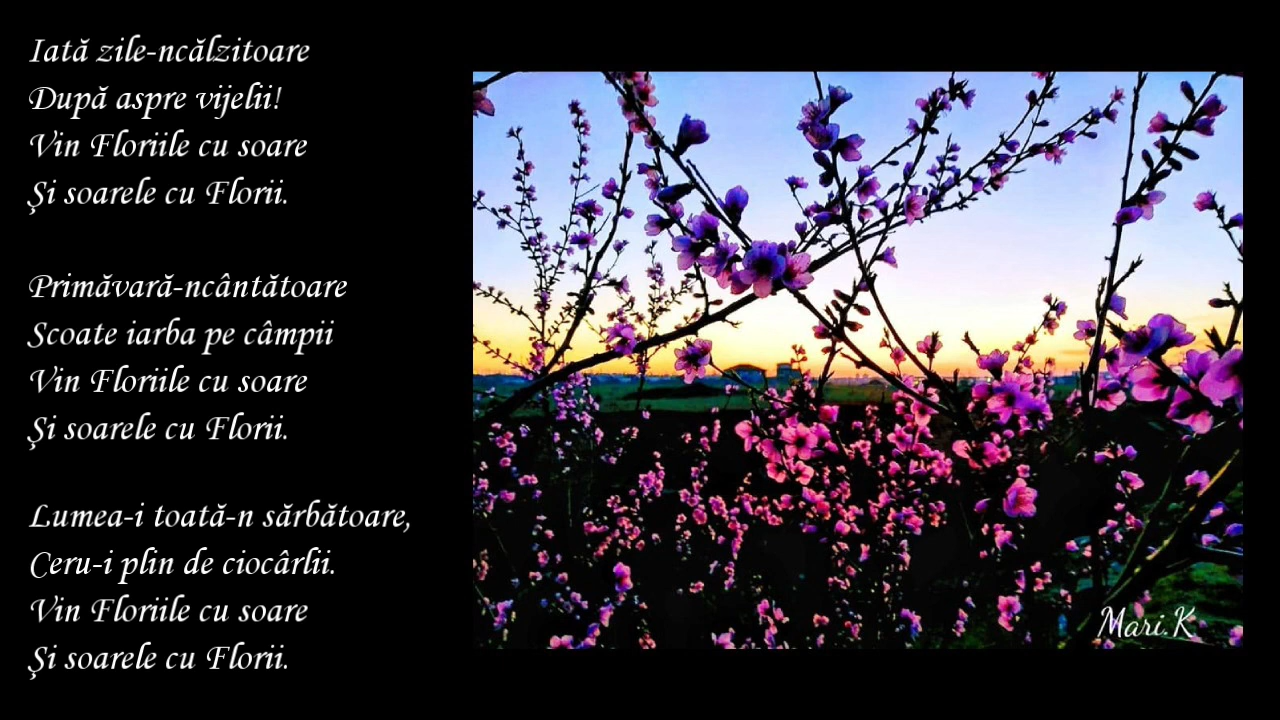 Iată zile-ncălzitoare
După aspre vijelii!
Vin Floriile cu soare
Şi soarele cu Florii.
Primăvară-ncântătoare
Scoate iarba pe câmpii
Vin Floriile cu soare
Şi soarele cu Florii.
Lumea-i toată-n sărbătoare,
Ceru-i plin de ciocârlii.
Vin Floriile cu soare
Şi soarele cu Florii.
Mari.K